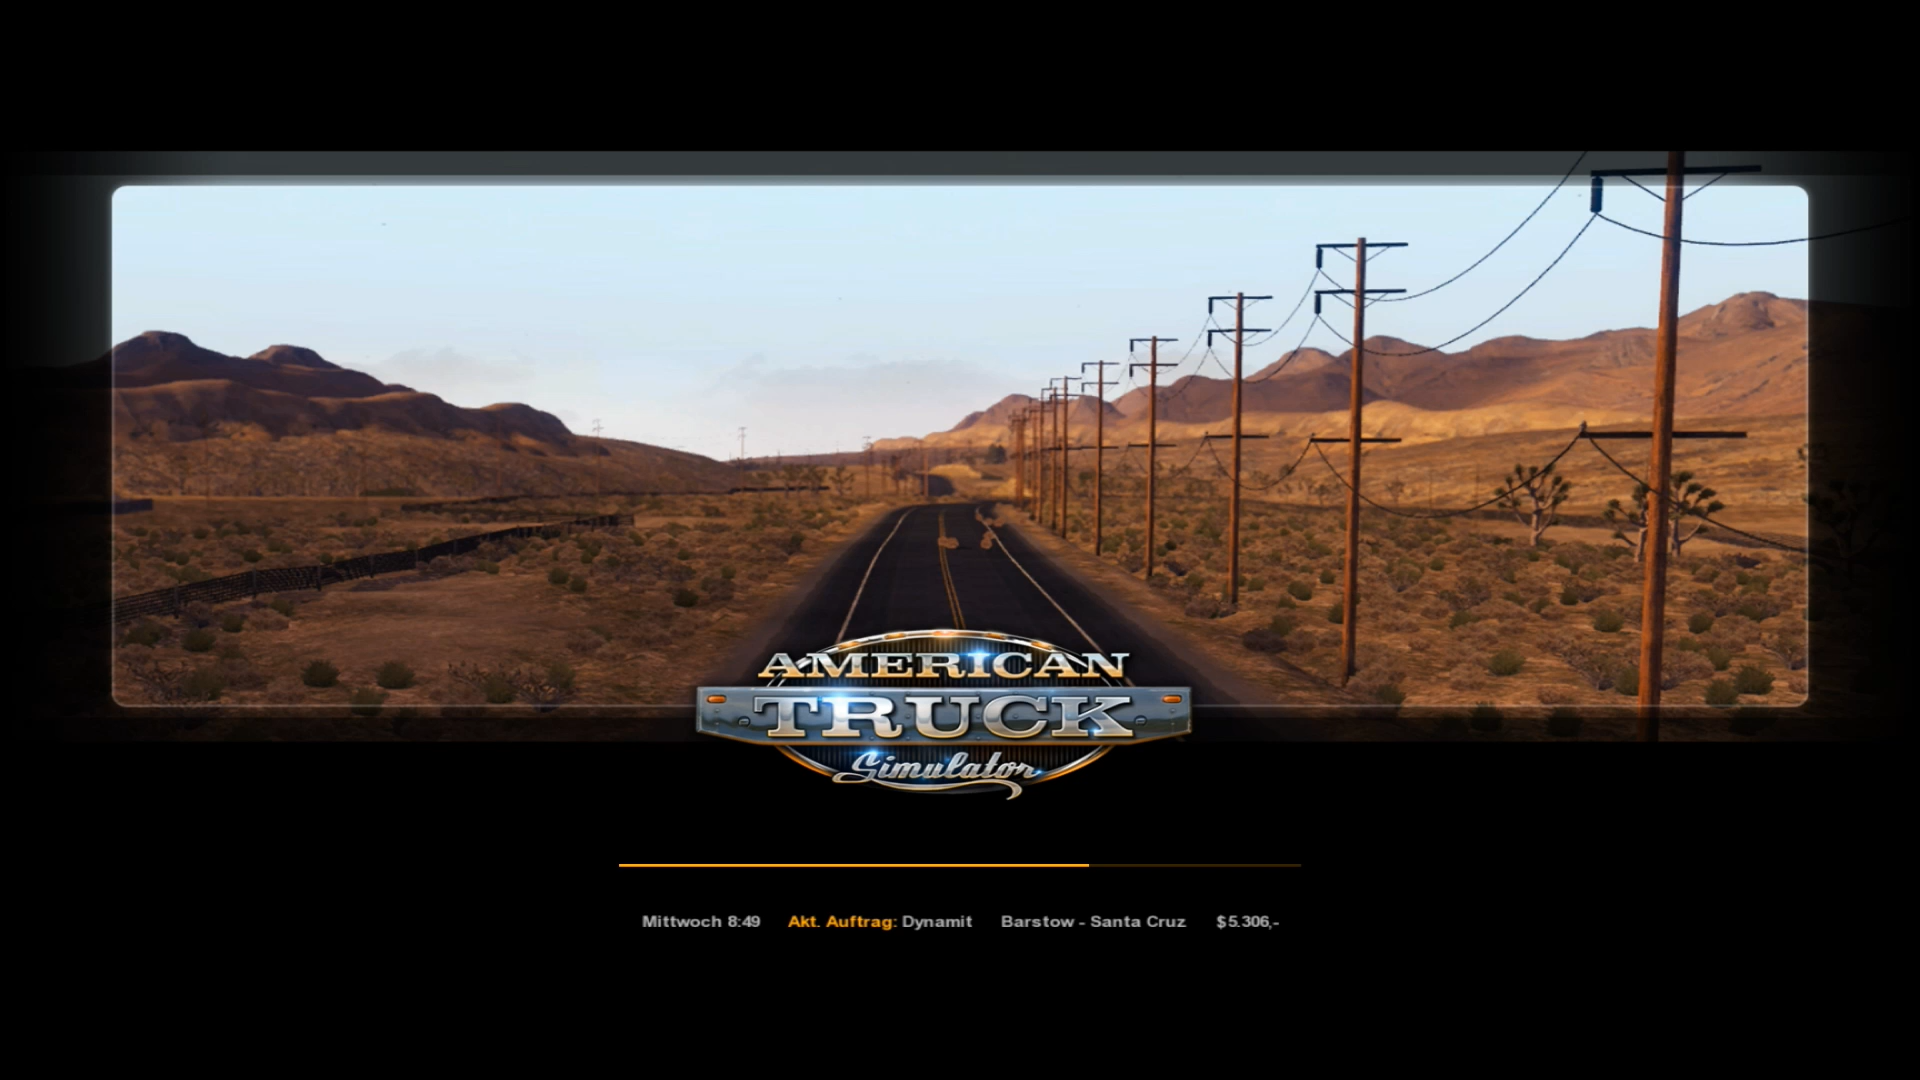 AMERICAN
TRUCK
Simulator
Mittwoch 8:49 Akt. Auftrag: Dynamit Barstow - Santa Cruz $5.306,-